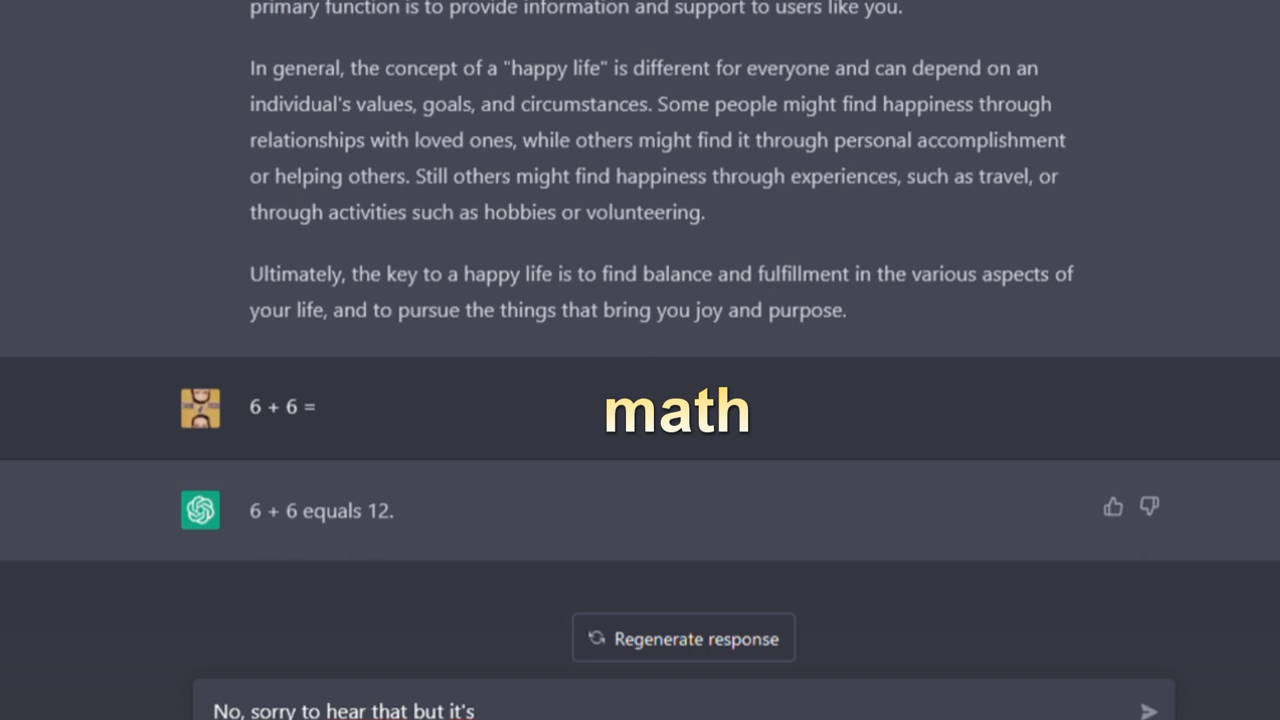 primary function is to provide information and support to users like you.
In general, the concept of a "happy life" is different for everyone and can depend on an
individual's values, goals, and circumstances. Some people might find happiness through
relationships with loved ones, while others might find it through personal accomplishment
or helping others. Still others might find happiness through experiences, such as travel, or
through activities such as hobbies or volunteering.
Ultimately, the key to a happy life is to find balance and fulfillment in the various aspects of
your life, and to pursue the things that bring you joy and purpose.
6 + 6 =
math
6 + 6 equals 12.
Regenerate response
No, sorry to hear that but it's